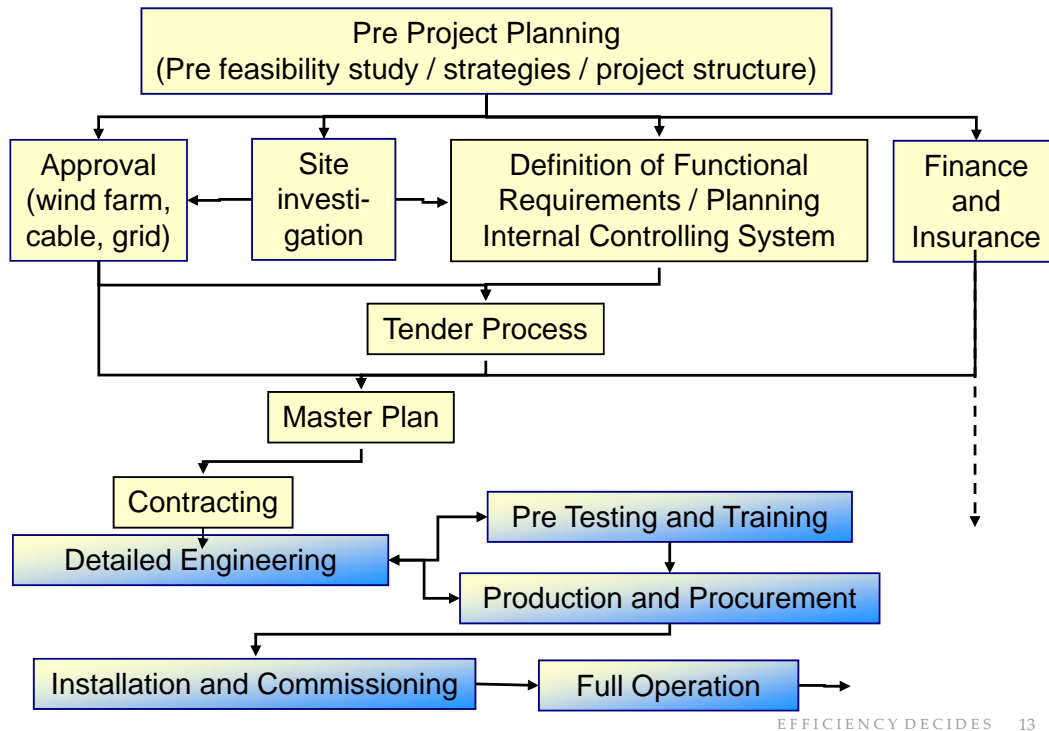 Pre Project Planning
(Pre feasibility study / strategies / project structure)
Approval
(wind farm,
cable, grid)
Site
investi-
gation
Definition of Functional
Requirements / Planning
Internal Controlling System
Finance
and
Insurance
Tender Process
Master Plan
Contracting
Pre Testing and Training
Detailed Engineering
Production and Procurement
Installation and Commissioning
Full Operation
EFFICIENCY DECIDES 13